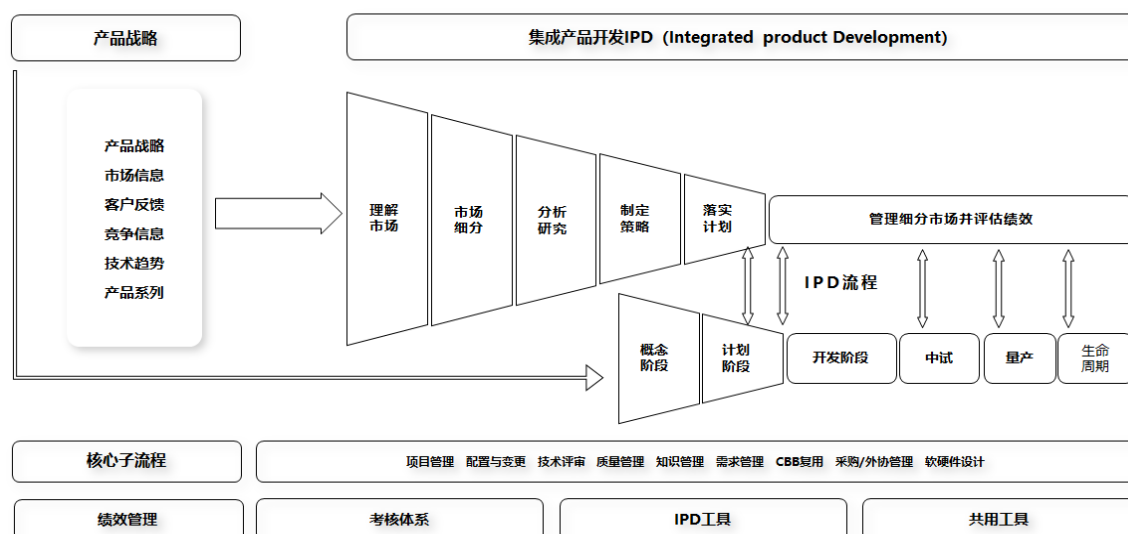 产品战略
集成产品开发IPD（Integrated product Development）
产品战略
市场信息
客户反馈
竞争信息
技术趋势
产品系列
理解
市场
市场
细分
分析
研究
制定
策略
落实
计划
管理细分市场并评估绩效
IPD流程
概念
阶段
计划
阶段
开发阶段
中试
量产
生命
周期
核心子流程
项目管理 配置与变更 技术评审 质量管理 知识管理 需求管理 CBB复用 采购/外协管理 软硬件设计
绩效管理
考核体系
IPD工具
共用工具